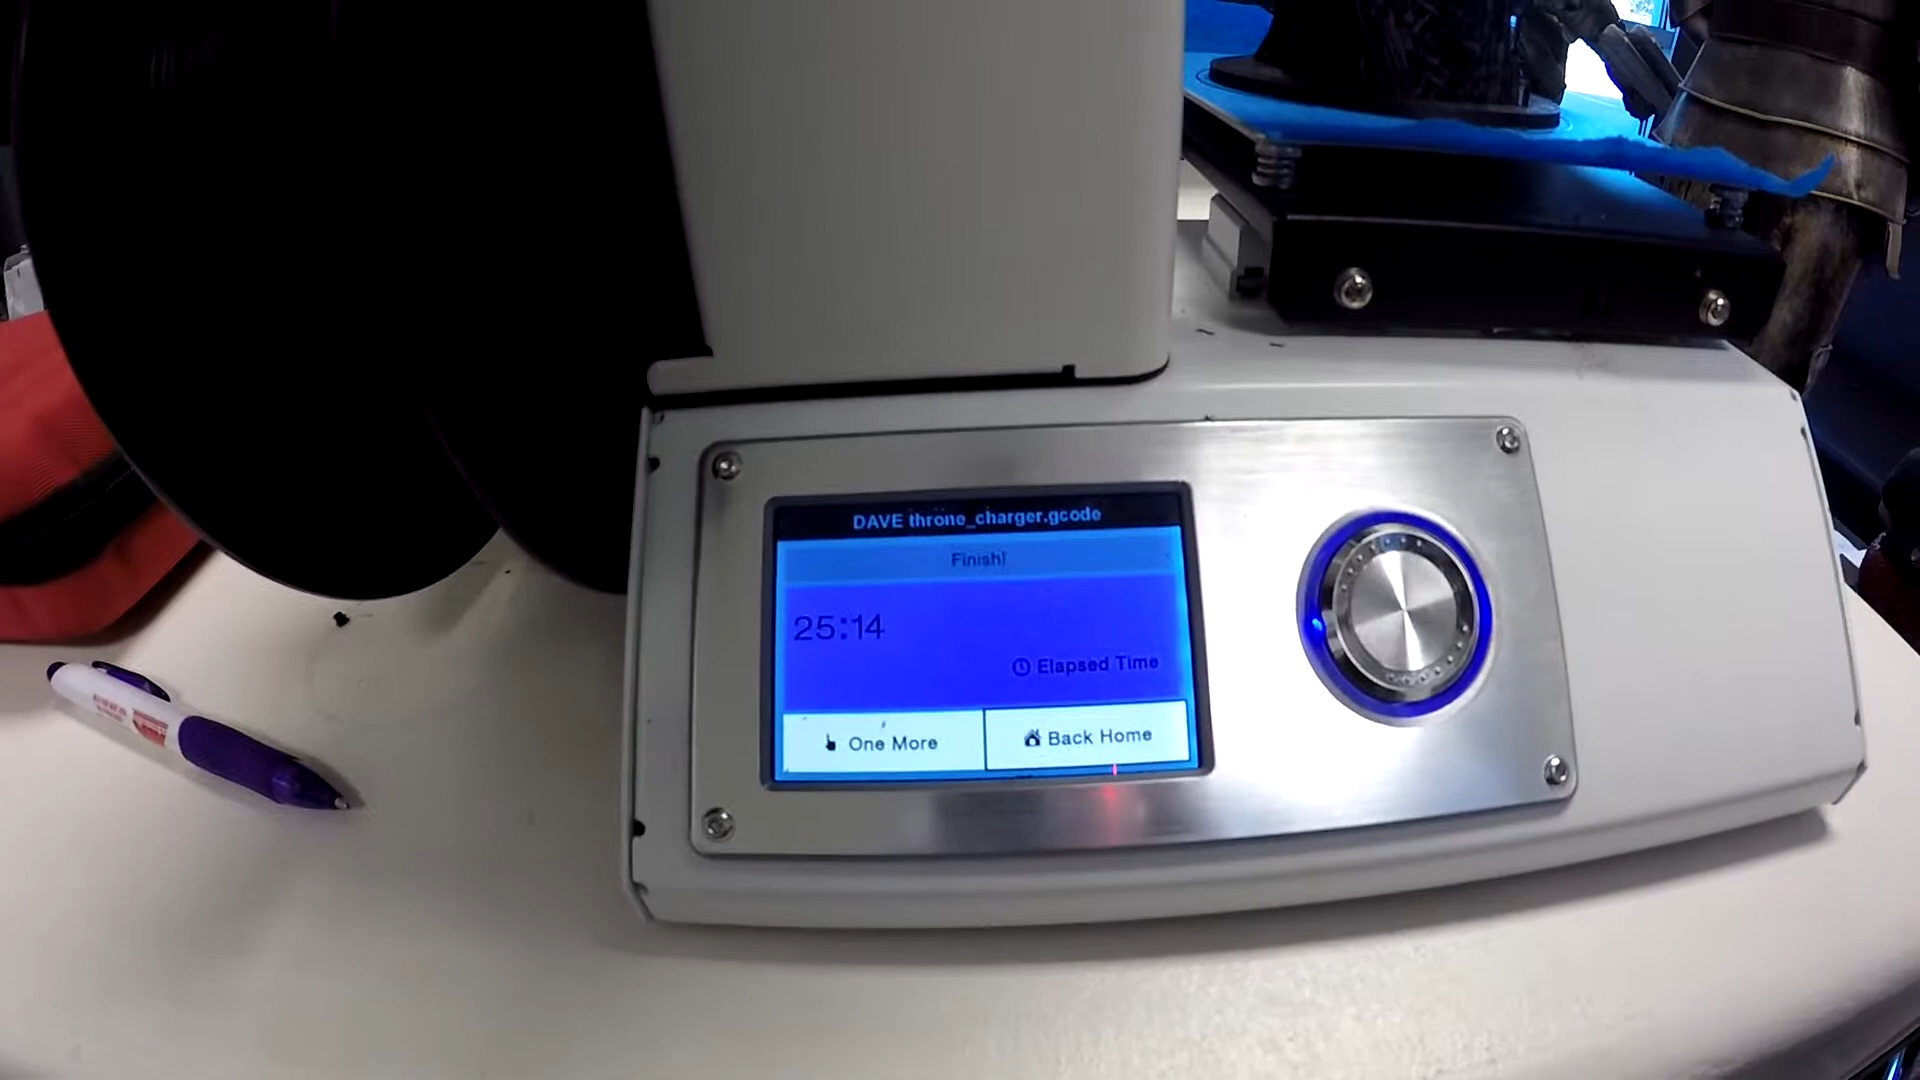 DAVE throne_charger.gcode
Finish!
25:14
Elapsed Time
One More
Back Home